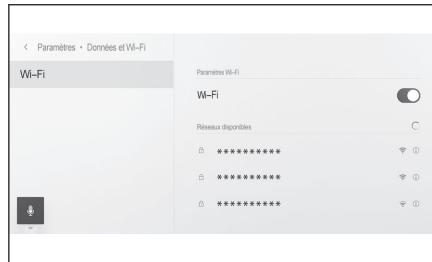 < Paramètres • Données et Wi-Fi
Wi-Fi
Paramètres Wi-Fi
Wi-Fi
Réseaux disponibles
**********
**********
**********